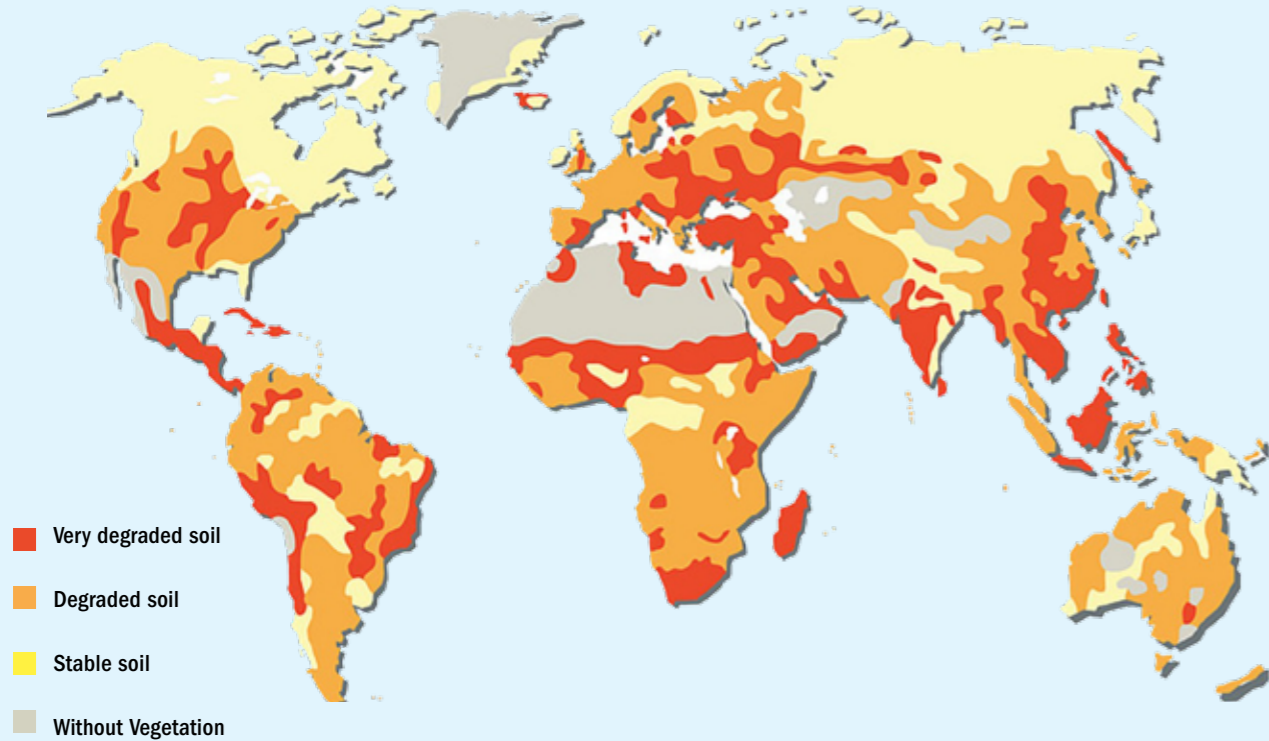 Very degraded soil
Degraded soil
Stable soil
Without Vegetation